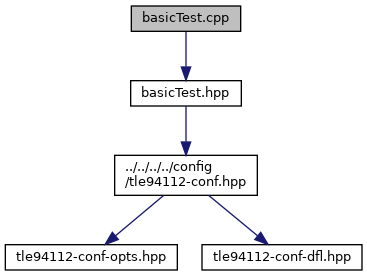 basicTest.cpp
basicTest.hpp
../../../../config
/tle94112-conf.hpp
tle94112-conf-opts.hpp
tle94112-conf-dfl.hpp